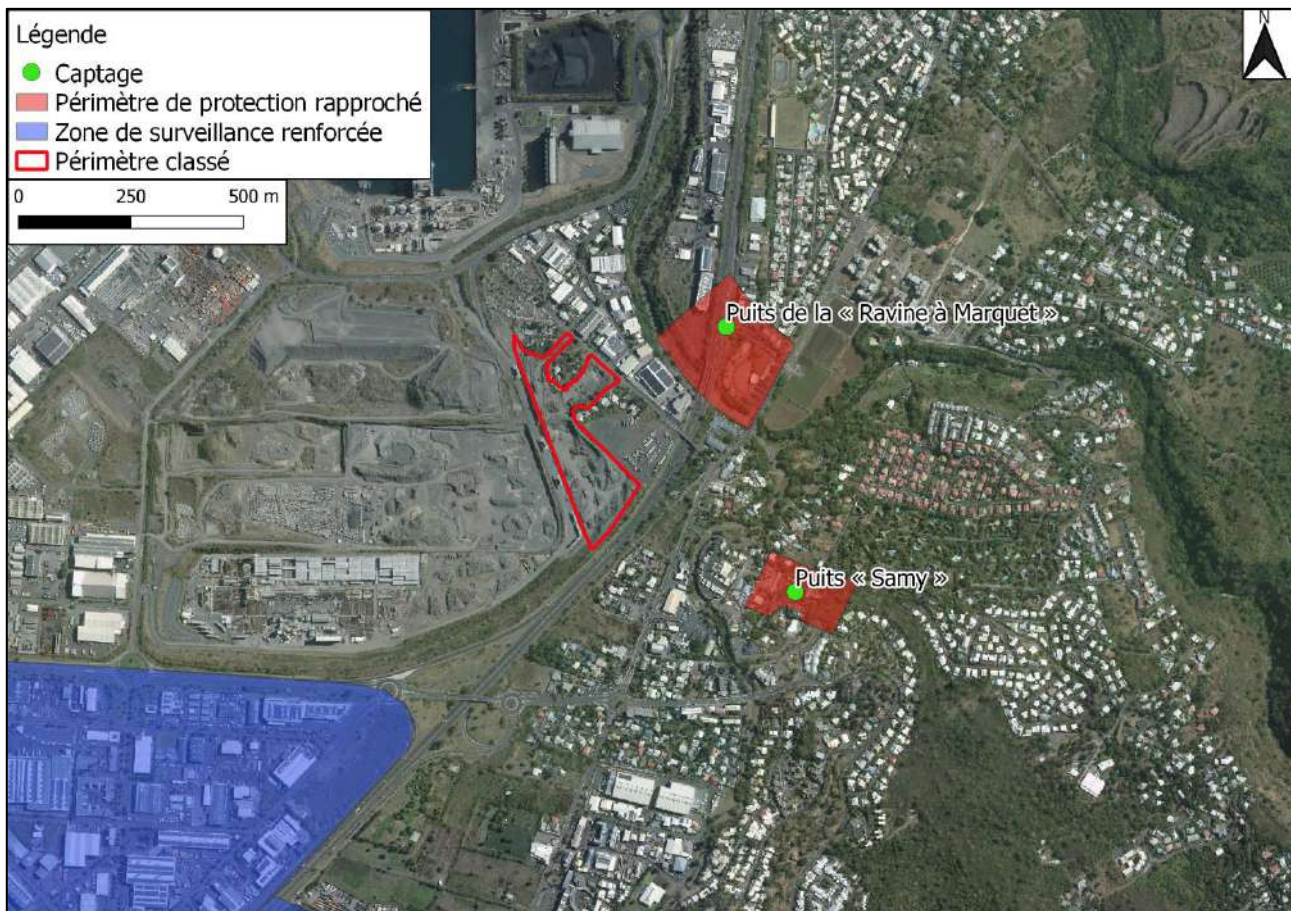 Légende
Captage
Périmètre de protection rapproché
Zone de surveillance renforcée
Périmètre classé
0 250 500 m
N
Puits de la « Ravine à Marquet »
Puits « Samy »